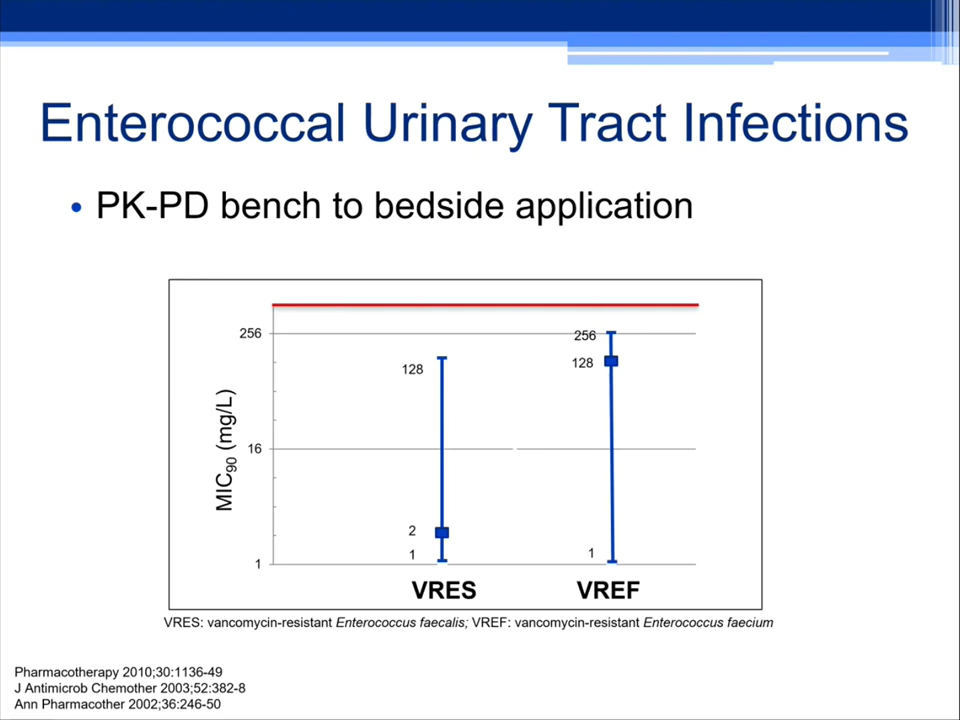 Enterococcal Urinary Tract Infections
• PK-PD bench to bedside application
256
16
1
MIC90 (mg/L)
128
2
1
256
128
1
VRES
VREF
VRES: vancomycin-resistant Enterococcus faecalis; VREF: vancomycin-resistant Enterococcus faecium
Pharmacotherapy 2010;30:1136-49
J Antimicrob Chemother 2003;52:382-8
Ann Pharmacother 2002;36:246-50